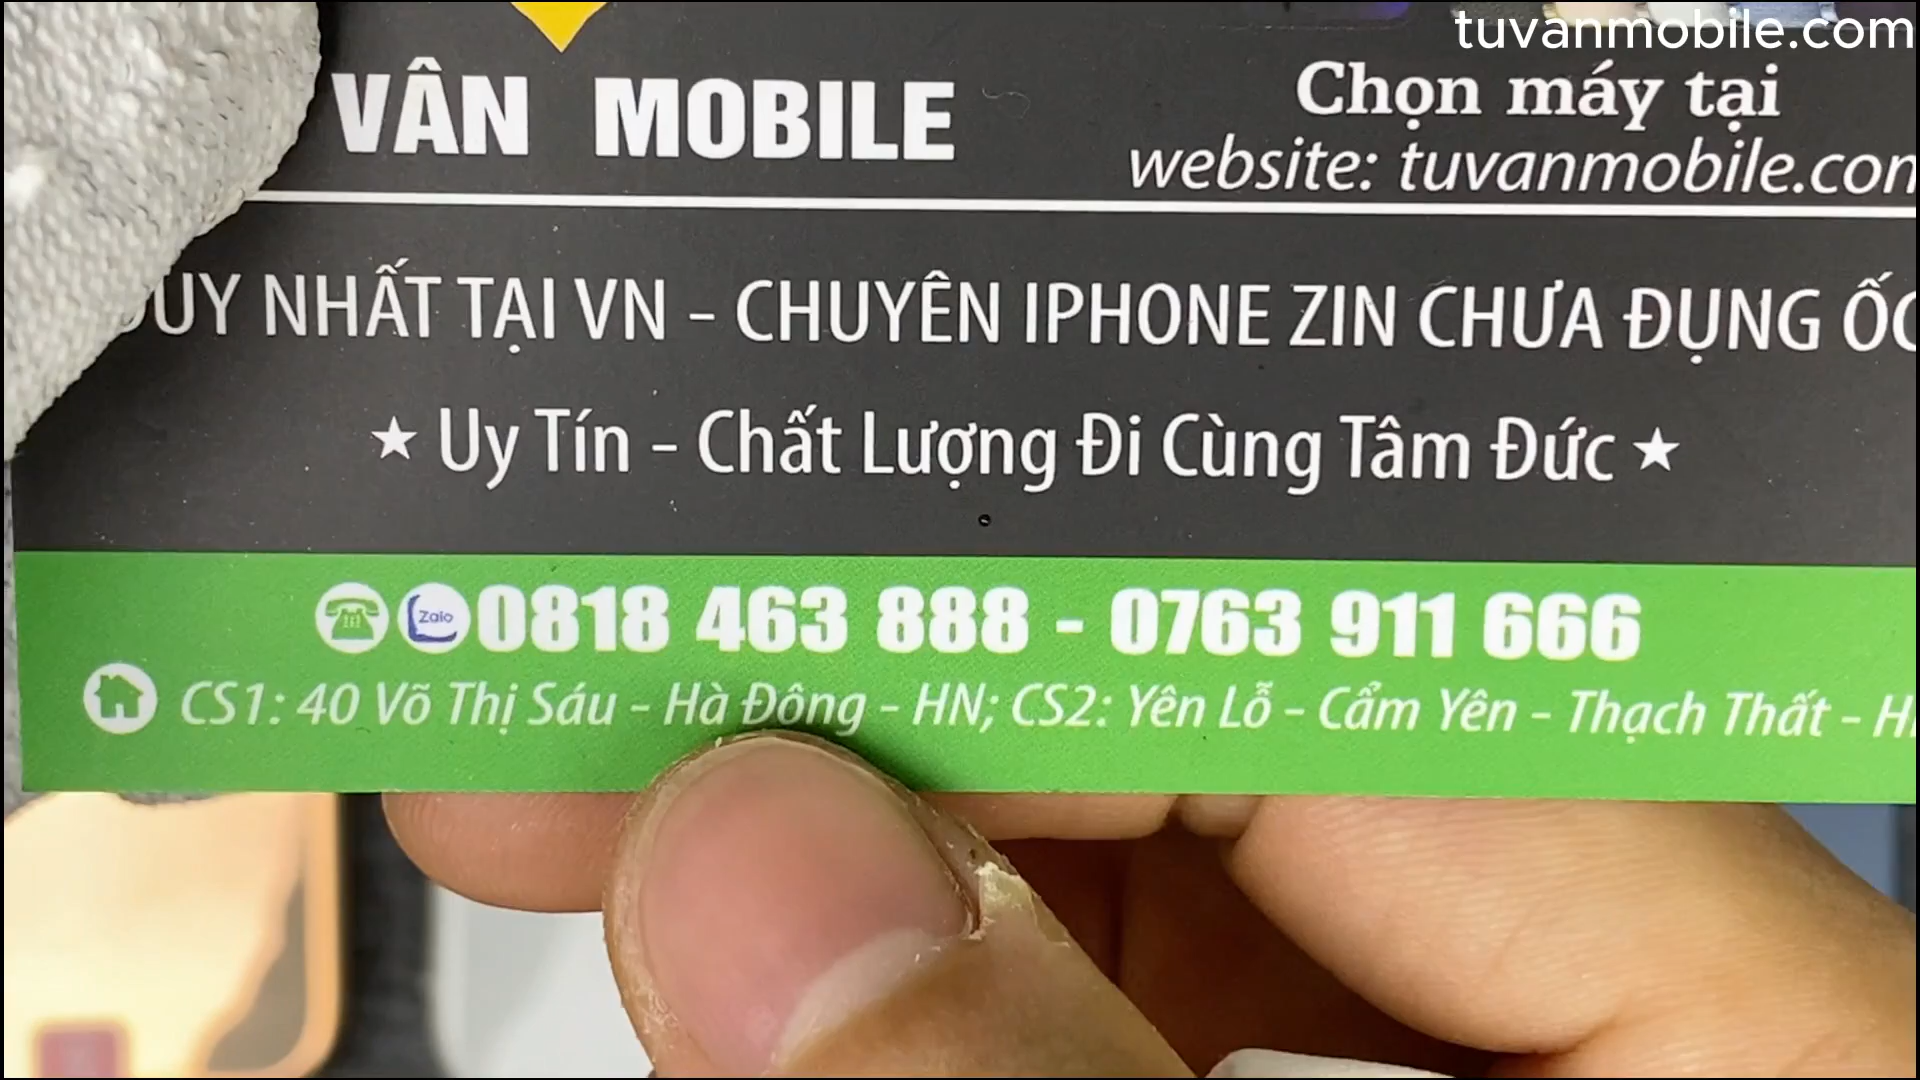 tuvanmobile.com
VÂN MOBILE
Chọn máy tại
website: tuvanmobile.com
DUY NHẤT TẠI VN - CHUYÊN IPHONE ZIN CHƯA ĐỤNG ỐC
★ Uy Tín - Chất Lượng Đi Cùng Tâm Đức ★
Zalo 0818 463 888 - 0763 911 666
CS1: 40 Võ Thị Sáu - Hà Đông - HN; CS2: Yên Lỗ - Cẩm Yên - Thạch Thất - H